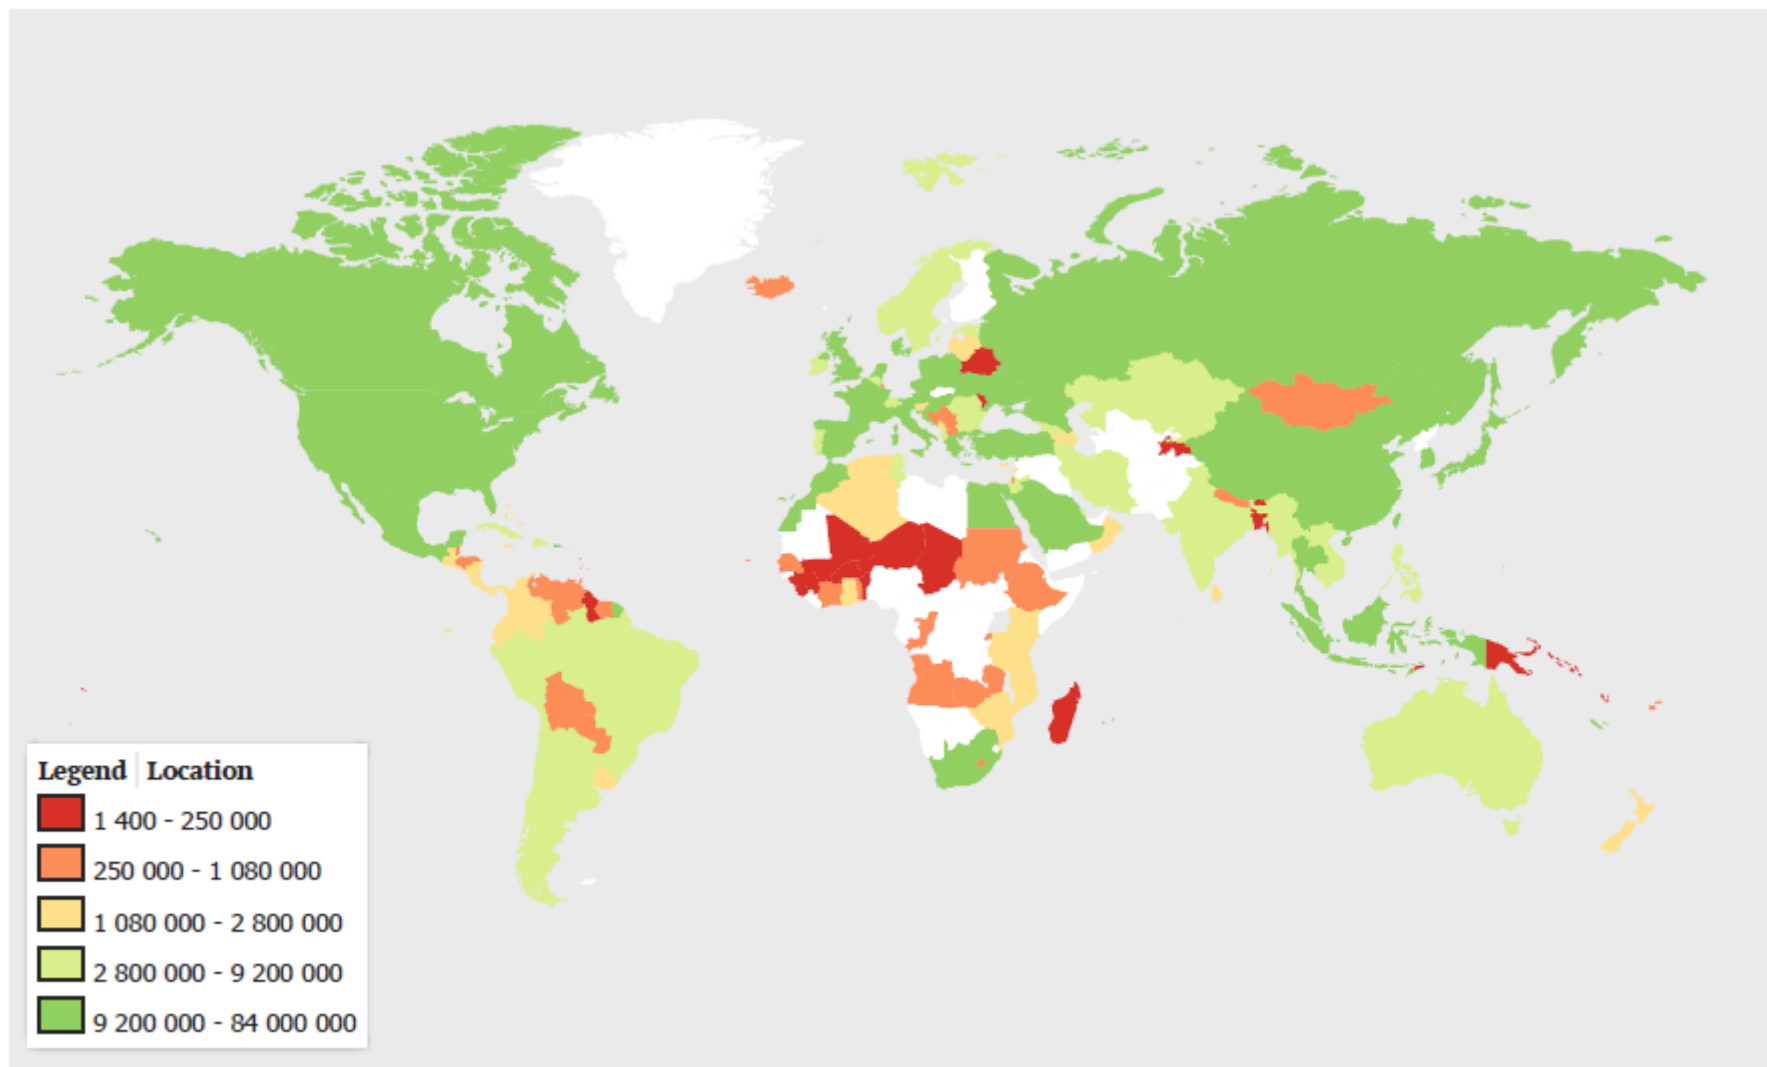 Legend Location
1 400 - 250 000
250 000 - 1 080 000
1 080 000 - 2 800 000
2 800 000 - 9 200 000
9 200 000 - 84 000 000